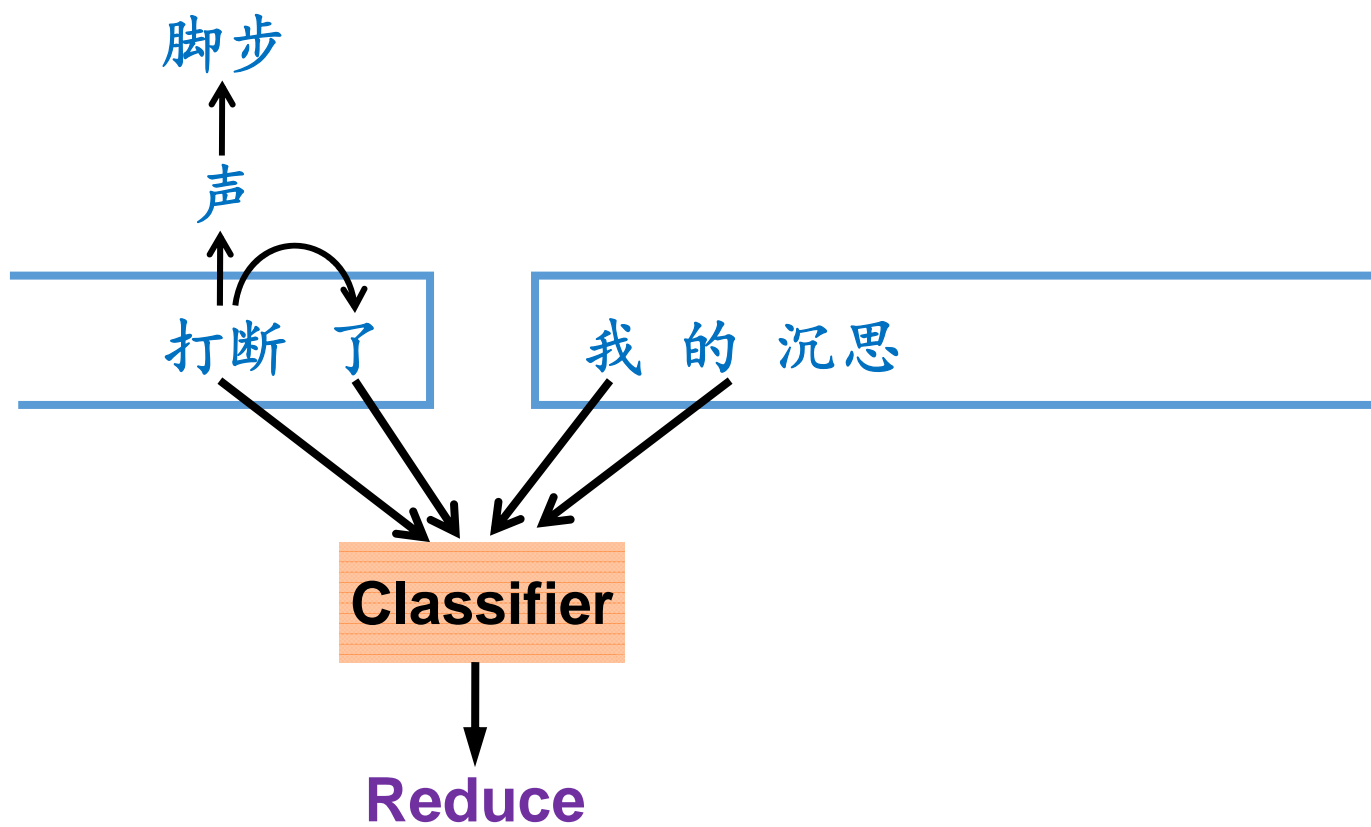 脚步
声
打断 了 我 的 沉思
Classifier
Reduce